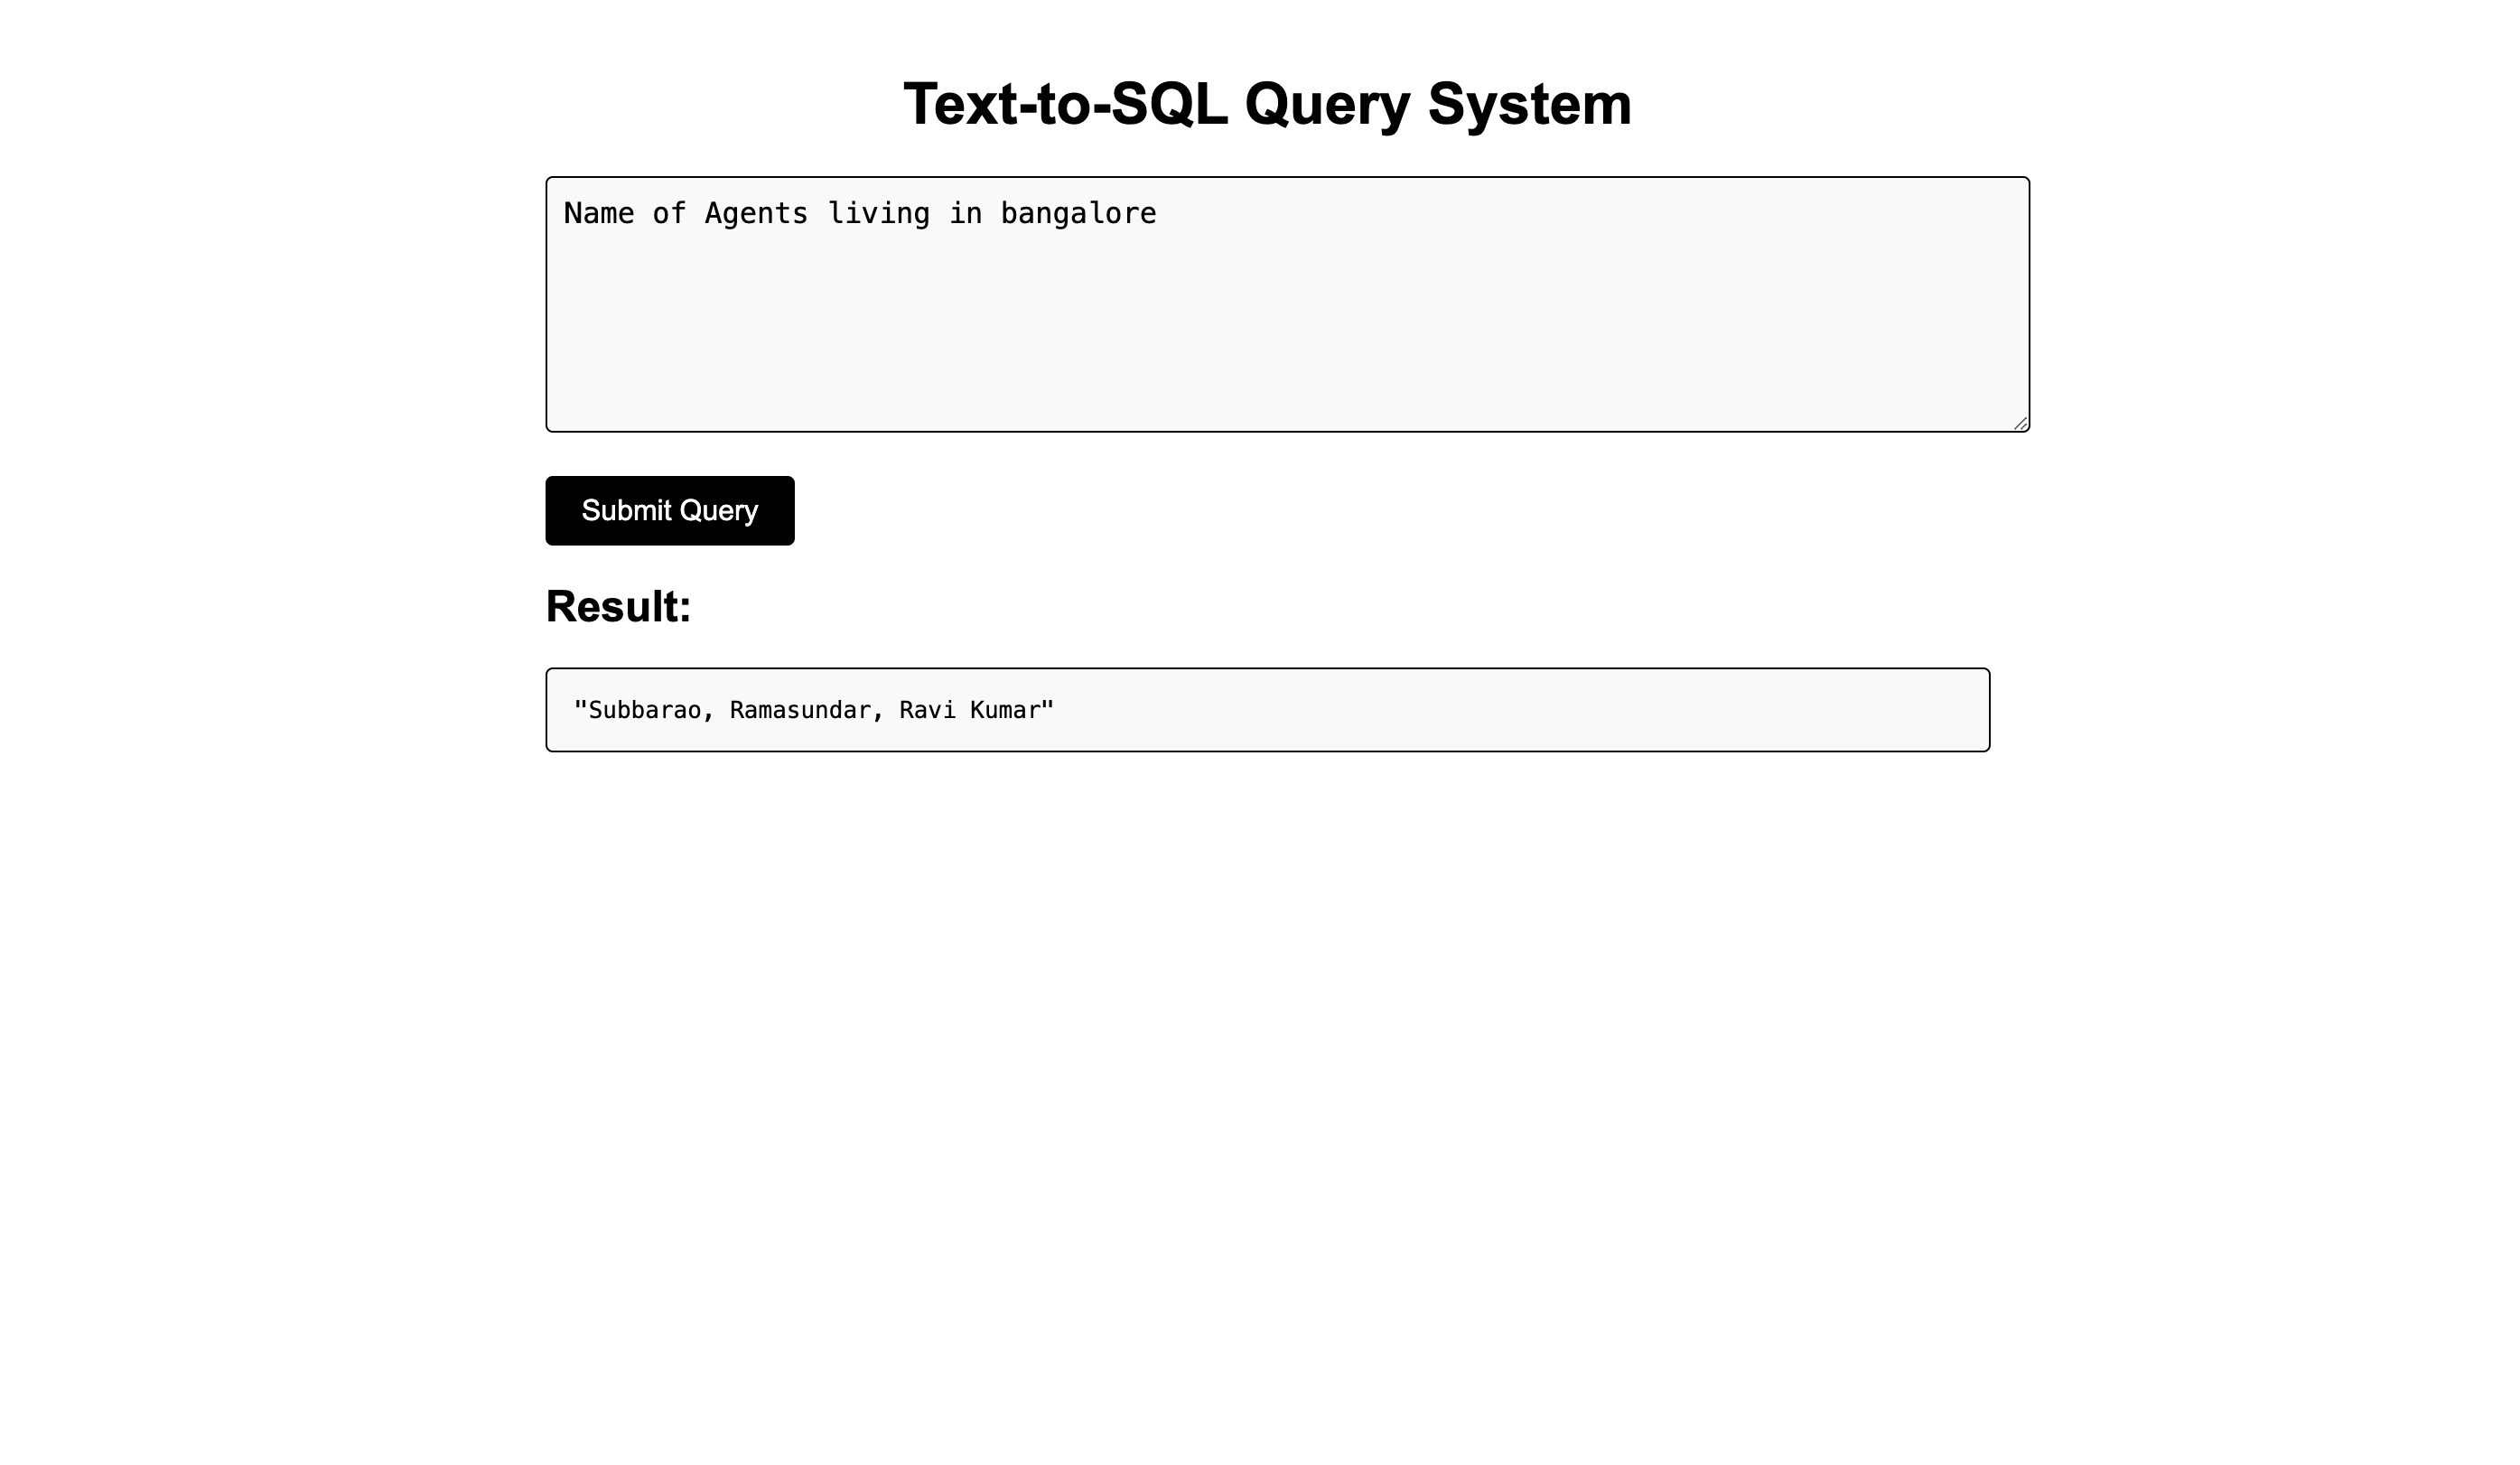 Text-to-SQL Query System
Name of Agents living in bangalore
Submit Query
Result:
"Subbarao, Ramasundar, Ravi Kumar"